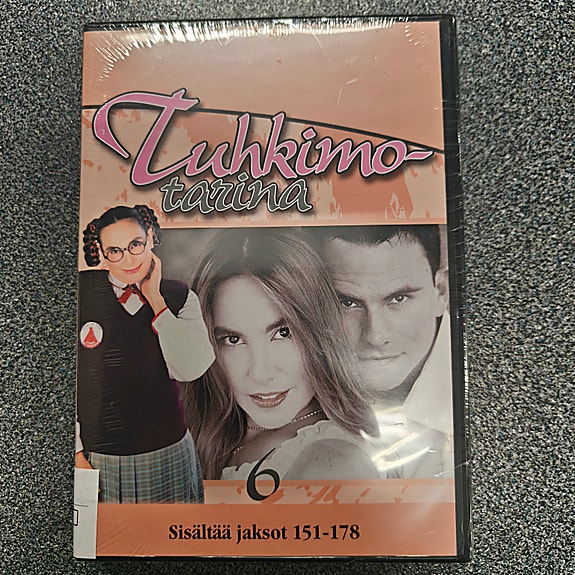 Tuhkimo-
tarina
6
Sisältää jaksot 151-178